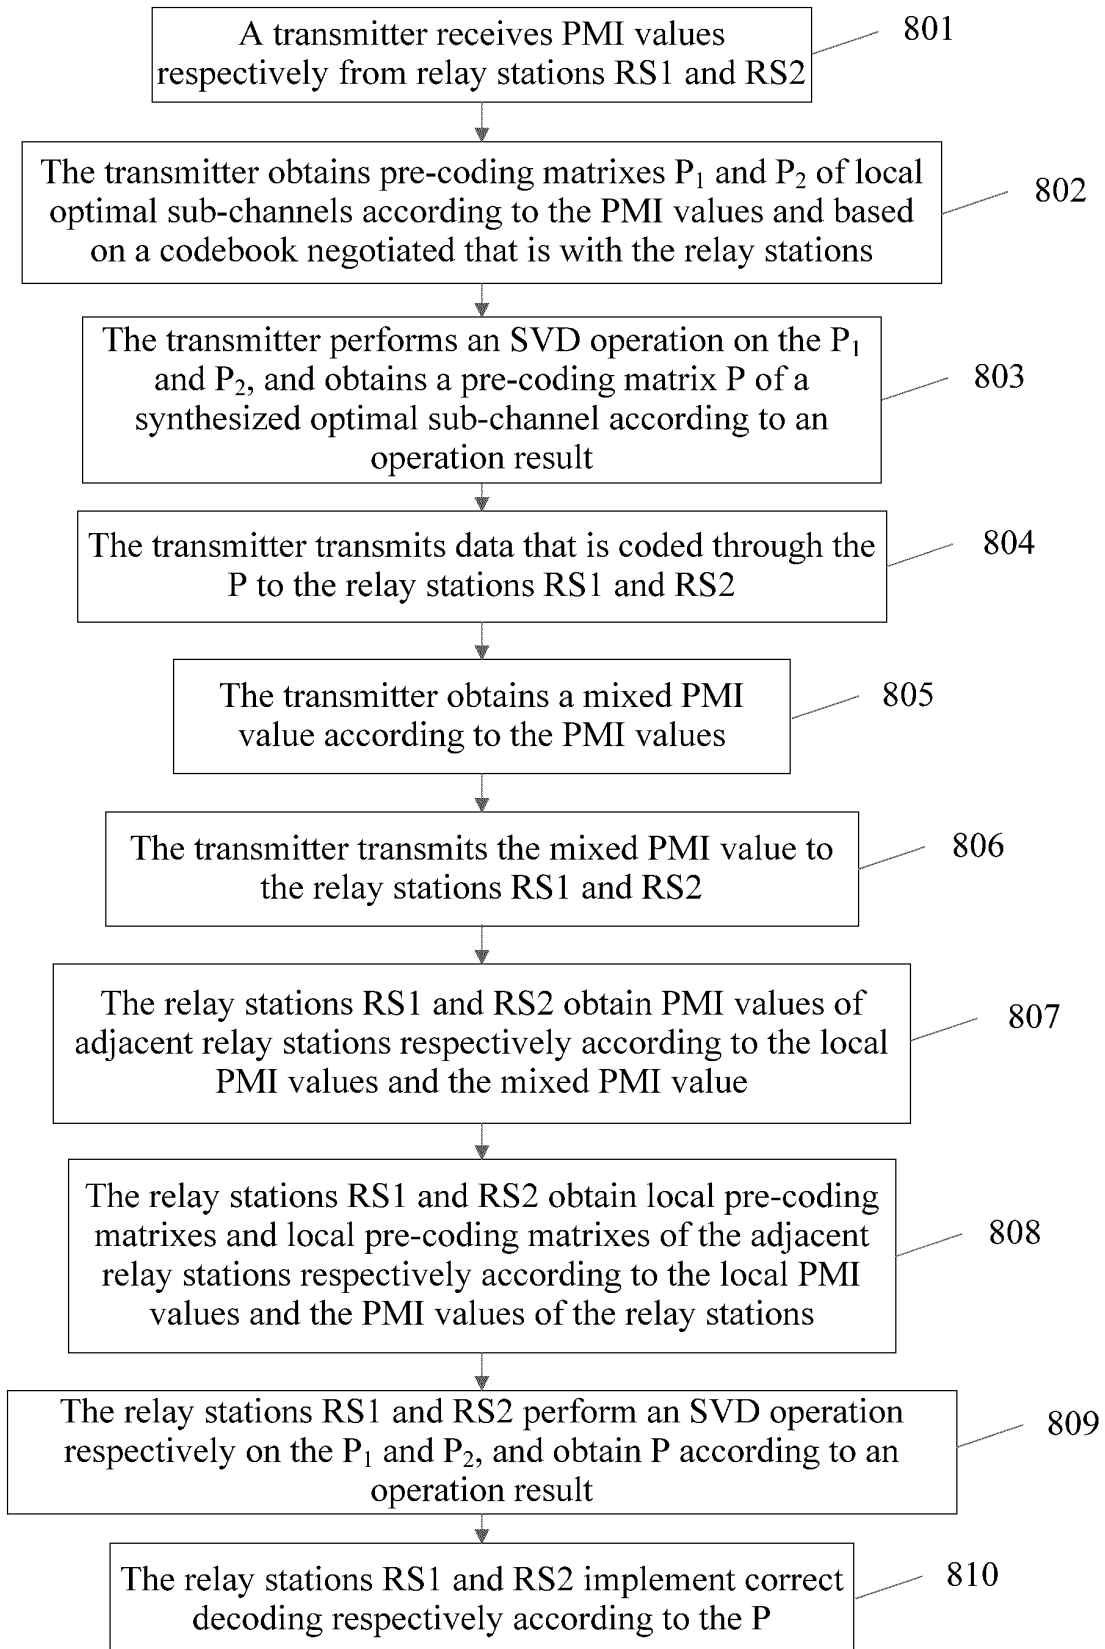 A transmitter receives PMI values
respectively from relay stations RS1 and RS2
801
The transmitter obtains pre-coding matrixes P₁ and P₂ of local
optimal sub-channels according to the PMI values and based
on a codebook negotiated that is with the relay stations
802
The transmitter performs an SVD operation on the P₁
and P₂, and obtains a pre-coding matrix P of a
synthesized optimal sub-channel according to an
operation result
803
The transmitter transmits data that is coded through the
P to the relay stations RS1 and RS2
804
The transmitter obtains a mixed PMI
value according to the PMI values
805
The transmitter transmits the mixed PMI value to
the relay stations RS1 and RS2
806
The relay stations RS1 and RS2 obtain PMI values of
adjacent relay stations respectively according to the local
PMI values and the mixed PMI value
807
The relay stations RS1 and RS2 obtain local pre-coding
matrixes and local pre-coding matrixes of the adjacent
relay stations respectively according to the local PMI
values and the PMI values of the relay stations
808
The relay stations RS1 and RS2 perform an SVD operation
respectively on the P₁ and P₂, and obtain P according to an
operation result
809
The relay stations RS1 and RS2 implement correct
decoding respectively according to the P
810